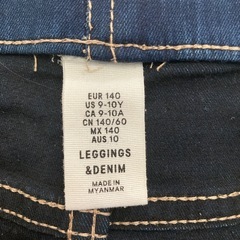 EUR 140
US 9-10Y
CA 9-10A
CN 140/60
MX 140
AUS 10
LEGGINGS
&DENIM
MADE IN
MYANMAR